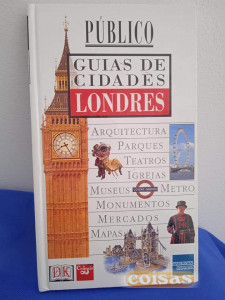 PÚBLICO
GUIAS DE
CIDADES
LONDRES
ARQUITECTURA
PARQUES
TEATROS
IGREJAS
MUSEUS METRO
MONUMENTOS
MERCADOS
MAPAS
DK
coisas